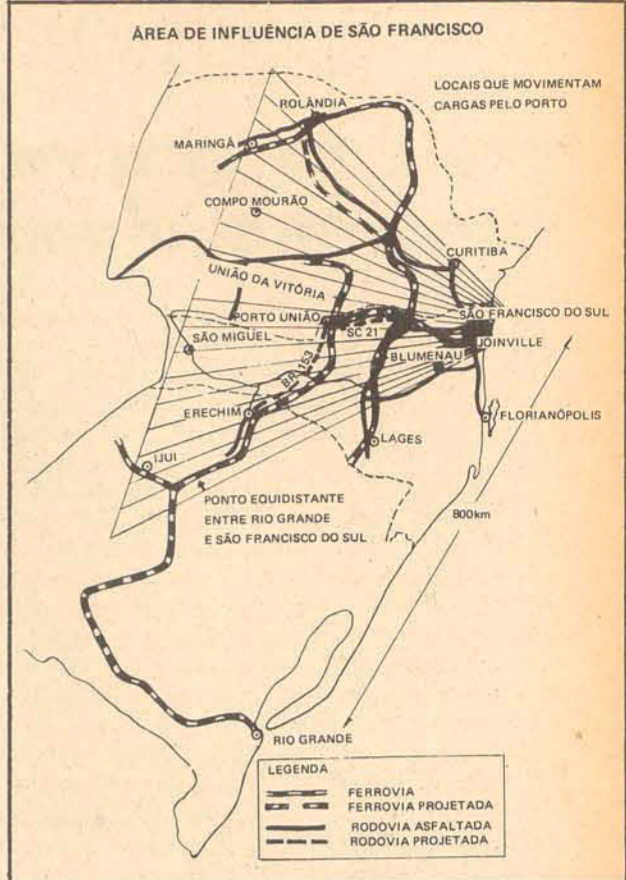 ÁREA DE INFLUÊNCIA DE SÃO FRANCISCO
LOCAIS QUE MOVIMENTAM
CARGAS PELO PORTO
ROLÂNDIA
MARINGÁ
COMPO MOURÃO
CURITIBA
UNIÃO DA VITÓRIA
PORTO UNIÃO
SÃO FRANCISCO DO SUL
SC 21
JOINVILLE
SÃO MIGUEL
BLUMENAU
BR 153
ERECHIM
FLORIANÓPOLIS
LAGES
IJUI
PONTO EQUIDISTANTE
ENTRE RIO GRANDE
E SÃO FRANCISCO DO SUL
800km
RIO GRANDE
LEGENDA
FERROVIA
FERROVIA PROJETADA
RODOVIA ASFALTADA
RODOVIA PROJETADA